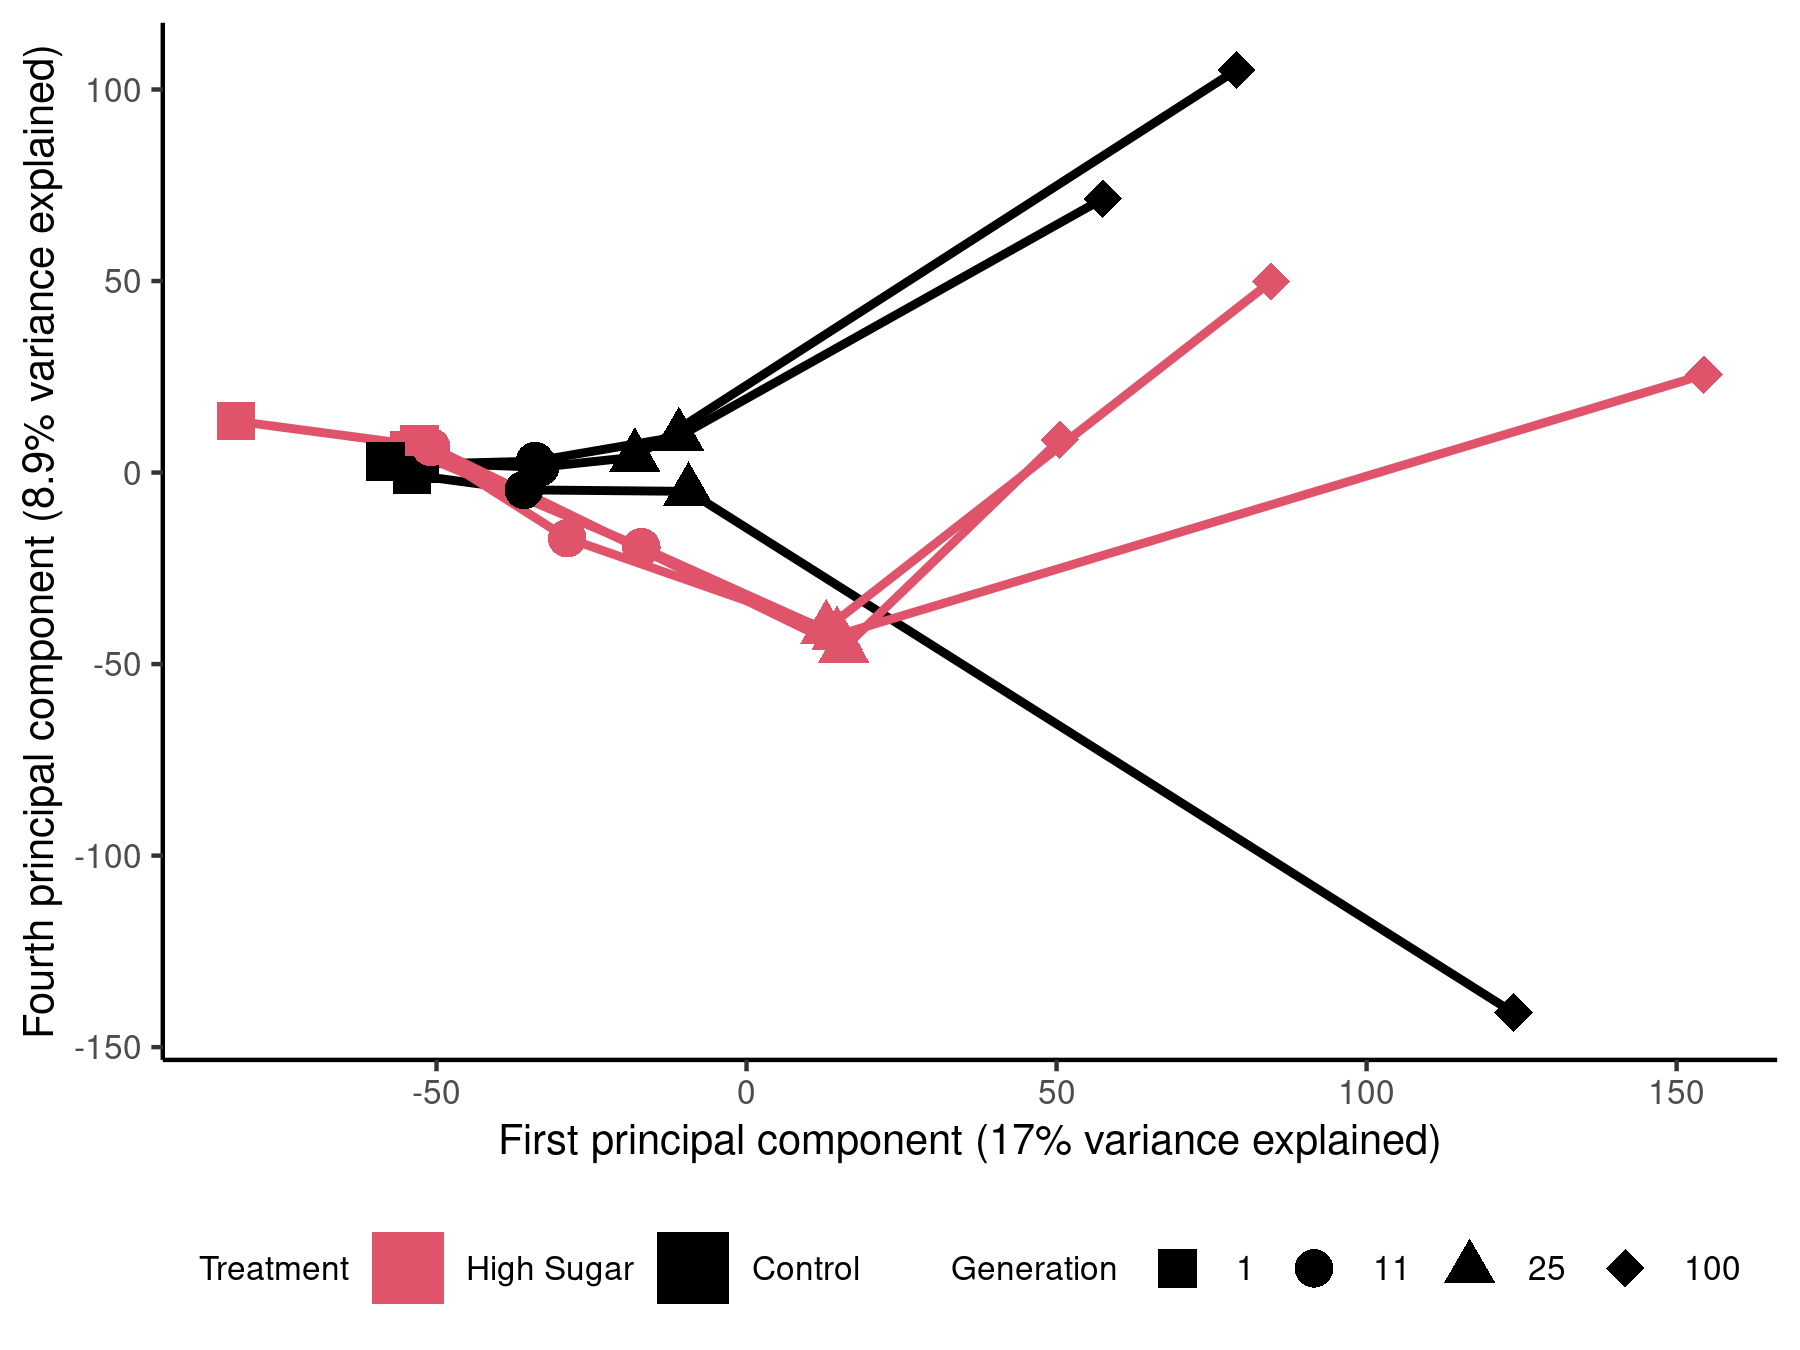 Fourth principal component (8.9% variance explained)
100
50
0
-50
-100
-150
-50 0 50 100 150
First principal component (17% variance explained)
Treatment High Sugar Control Generation 1 11 25 100